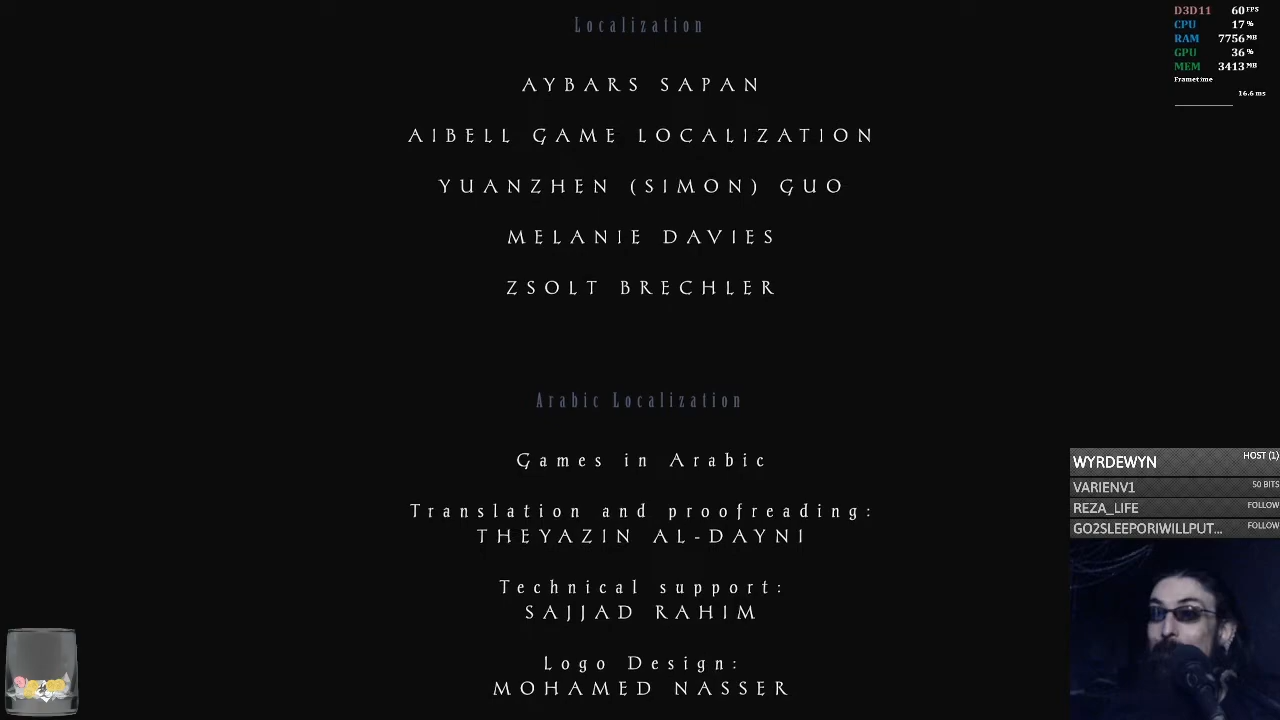 Localization
AYBARS SAPAN
AIBELL GAME LOCALIZATION
YUANZHEN (SIMON) GUO
MELANIE DAVIES
ZSOLT BRECHLER
Arabic Localization
Games in Arabic
Translation and proofreading:
THEYAZIN AL-DAYNI
Technical support:
SAJJAD RAHIM
Logo Design:
MOHAMED NASSER
D3D11 60 FPS
CPU 17 %
RAM 7756 MB
GPU 36 %
MEM 3413 MB
Frametime
16.6 ms
WYRDEWYN HOST (1)
VARIENV1 50 BITS
REZA_LIFE FOLLOW
GO2SLEEPORIWILLPUT... FOLLOW